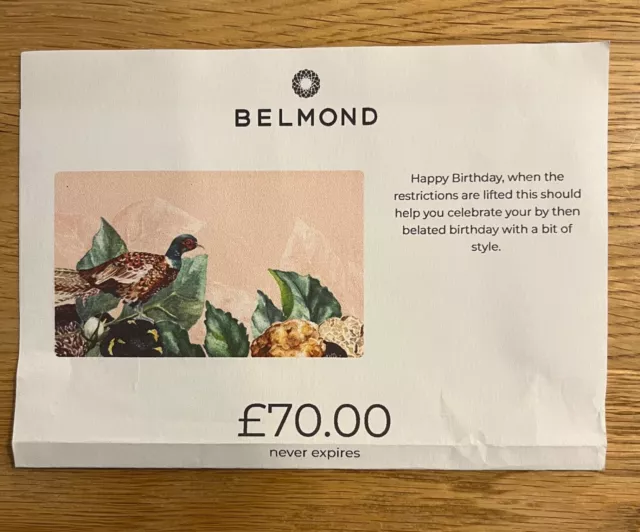 BELMOND
Happy Birthday, when the
restrictions are lifted this should
help you celebrate your by then
belated birthday with a bit of
style.
£70.00
never expires